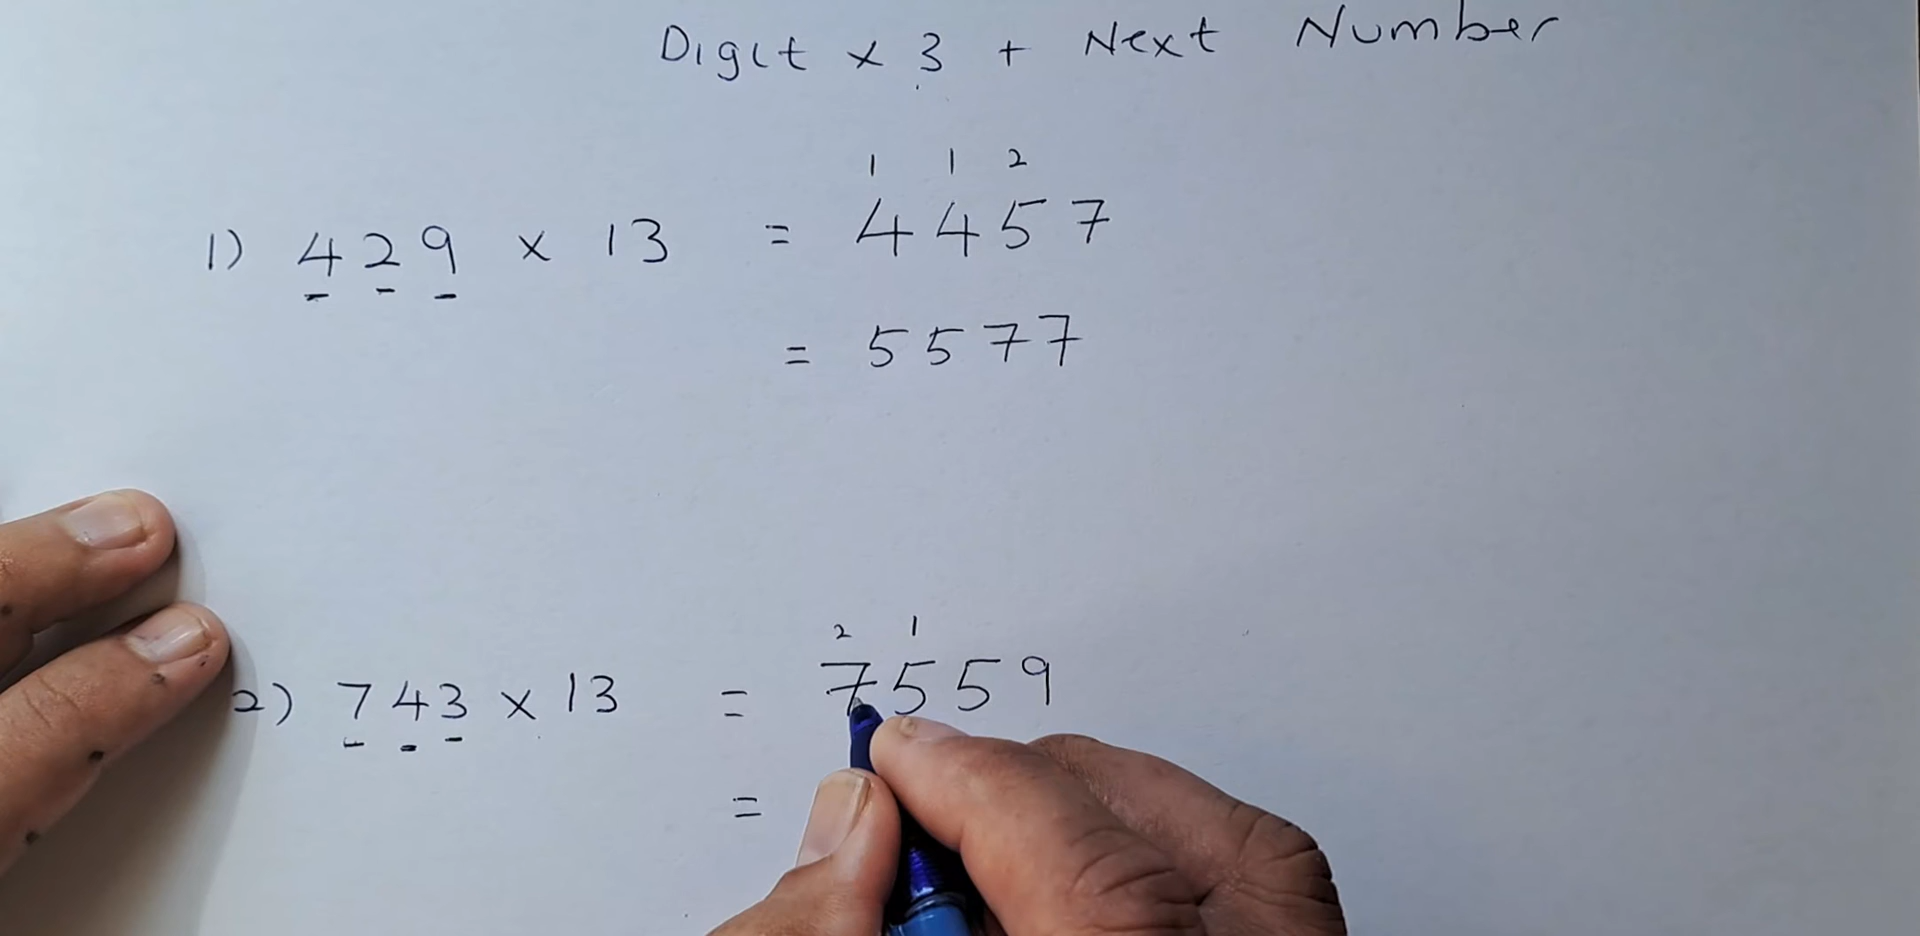 Digit × 3 + Next Number
1 1 2
1) 429 × 13 = 4457
= 5577
2 1
2) 743 × 13 = 7559
=